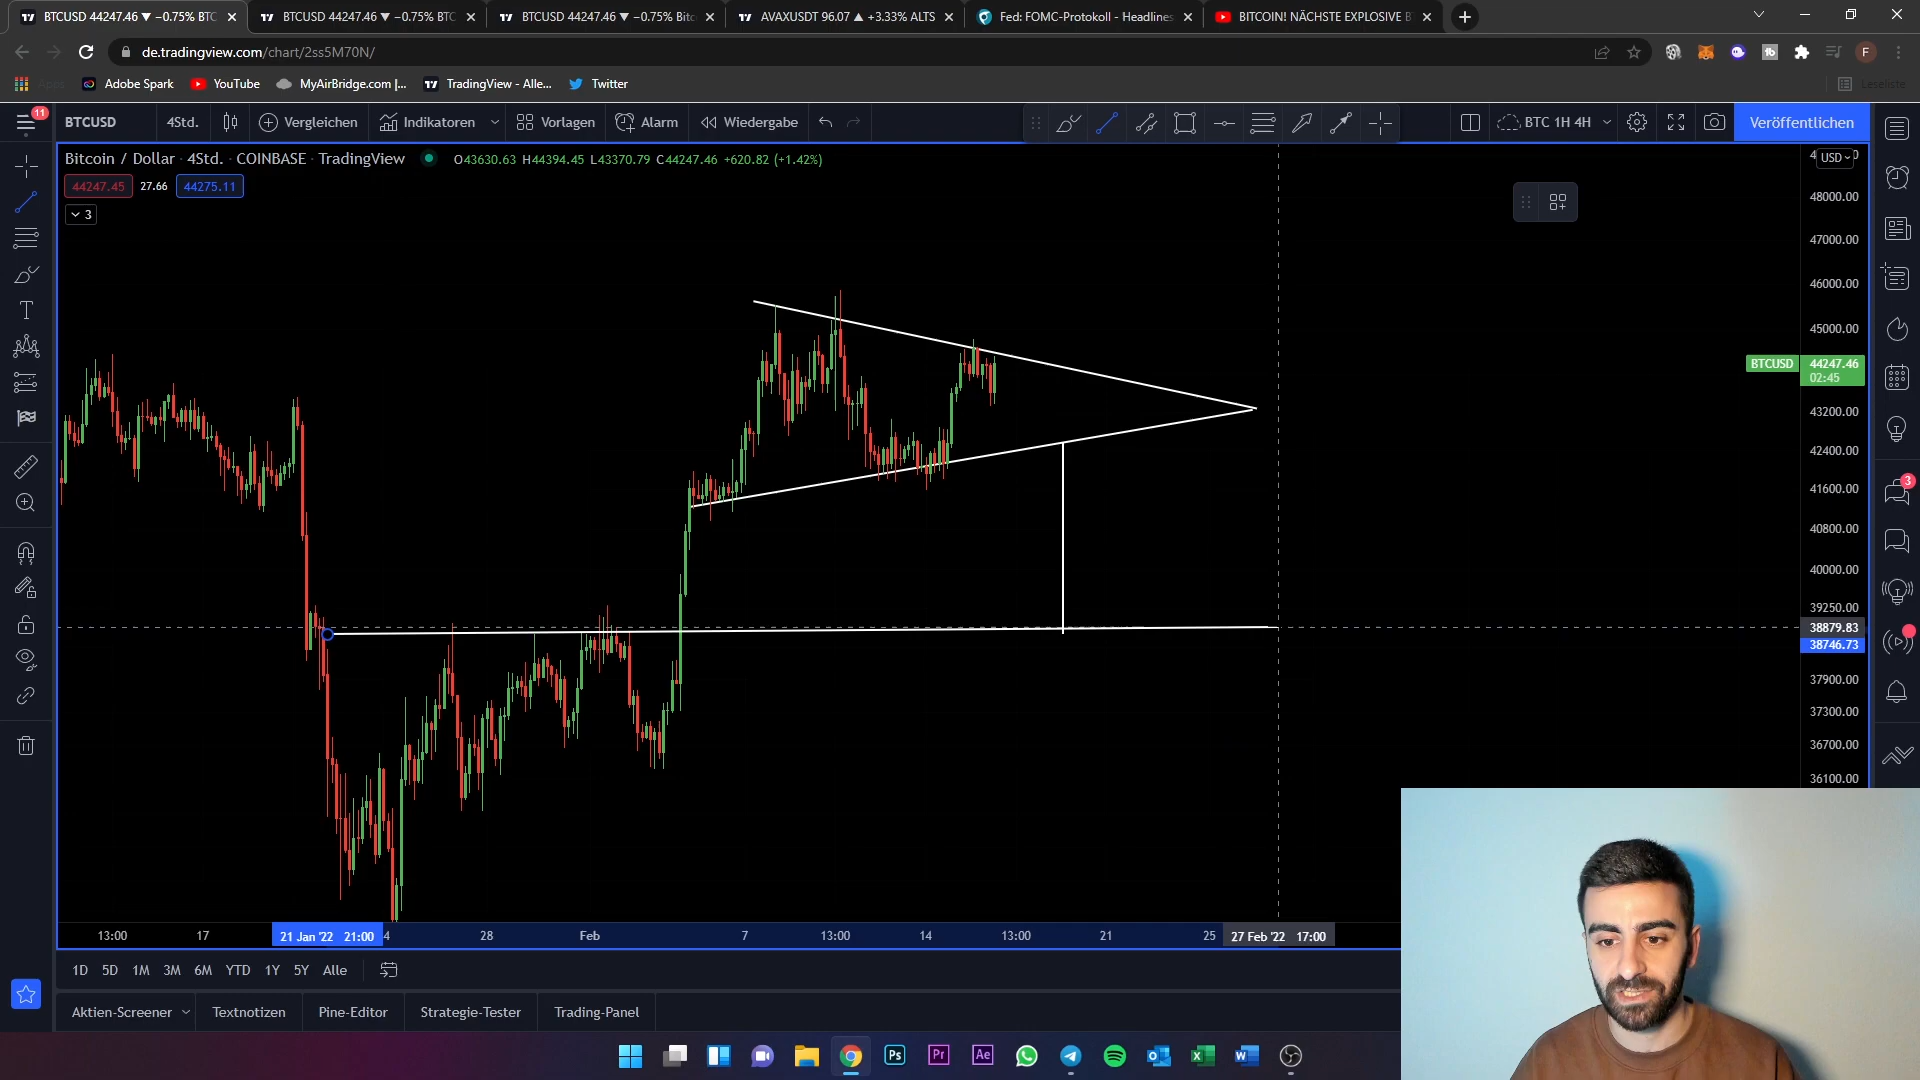 BTCUSD 44247.46 ▼ −0.75% BTC
BTCUSD 44247.46 ▼ −0.75% BTC
BTCUSD 44247.46 ▼ −0.75% Bitc
AVAXUSDT 96.07 ▲ +3.33% ALTS
Fed: FOMC-Protokoll - Headlines
BITCOIN! NÄCHSTE EXPLOSIVE B
de.tradingview.com/chart/2ss5M70N/
F
Apps
Adobe Spark
YouTube
MyAirBridge.com |...
TradingView - Alle...
Twitter
Leseliste
11
BTCUSD
4Std.
Vergleichen
Indikatoren
Vorlagen
Alarm
Wiedergabe
BTC 1H 4H
Veröffentlichen
Bitcoin / Dollar · 4Std. · COINBASE · TradingView
O43630.63 H44394.45 L43370.79 C44247.46 +620.82 (+1.42%)
44247.45
27.66
44275.11
3
USD
48000.00
47000.00
46000.00
45000.00
BTCUSD
44247.46
02:45
43200.00
42400.00
41600.00
40800.00
40000.00
39250.00
38879.83
38746.73
37900.00
37300.00
36700.00
36100.00
3
13:00
17
21 Jan '22 21:00
4
28
Feb
7
13:00
14
13:00
21
25
27 Feb '22 17:00
1D
5D
1M
3M
6M
YTD
1Y
5Y
Alle
Aktien-Screener
Textnotizen
Pine-Editor
Strategie-Tester
Trading-Panel
Ps
Pr
Ae